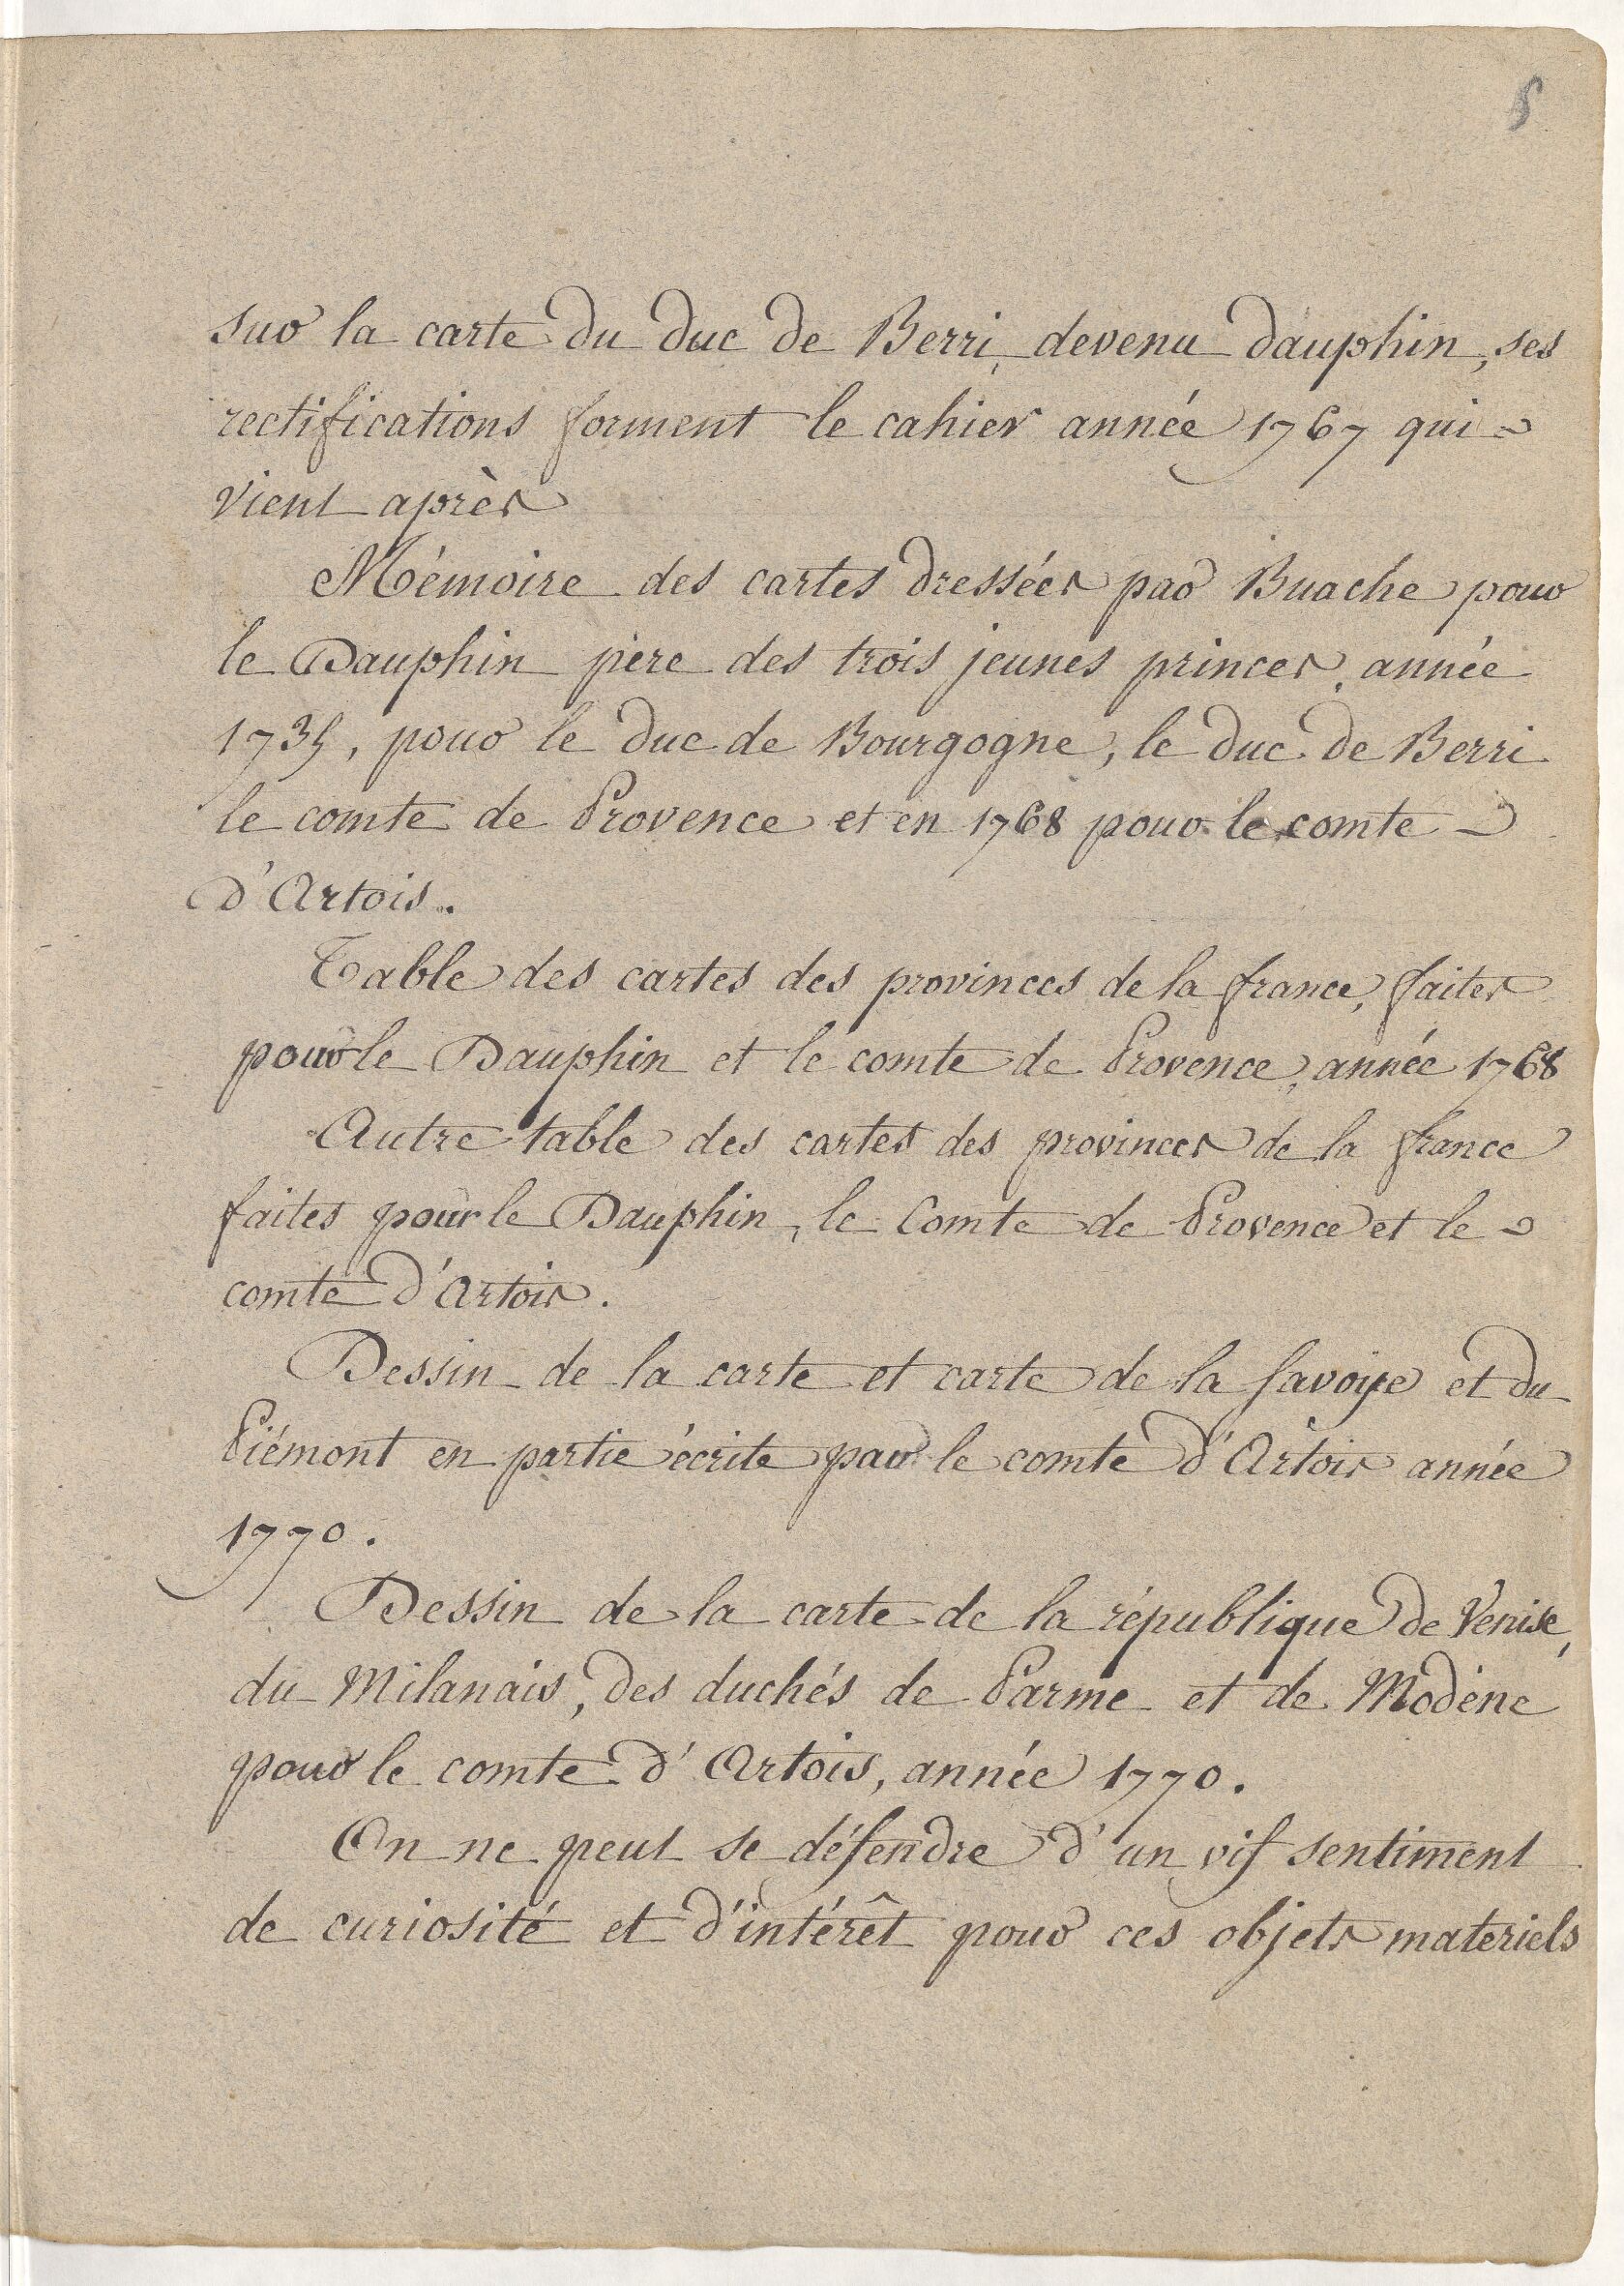 5
sur la carte du duc de Berri, devenu dauphin, ses
rectifications forment le cahier année 1767 qui
vient après
Mémoire des cartes dressées par Buache pour
le Dauphin père des trois jeunes princes, année
1735, pour le duc de Bourgogne, le duc de Berri
le comte de Provence et en 1768 pour le comte
d'Artois.
Table des cartes des provinces de la france, faites
pour le Dauphin et le comte de Provence, année 1768
Autre table des cartes des provinces de la france
faites pour le Dauphin, le Comte de Provence et le
comte d'Artois.
Dessin de la carte et carte de la Savoye et du
Piémont en partie écrite par le comte d'Artois année
1770.
Dessin de la carte de la république de Venise,
du Milanais, des duchés de Parme et de Modène
pour le comte d'Artois, année 1770.
On ne peut se défendre d'un vif sentiment
de curiosité et d'intérêt pour ces objets materiels